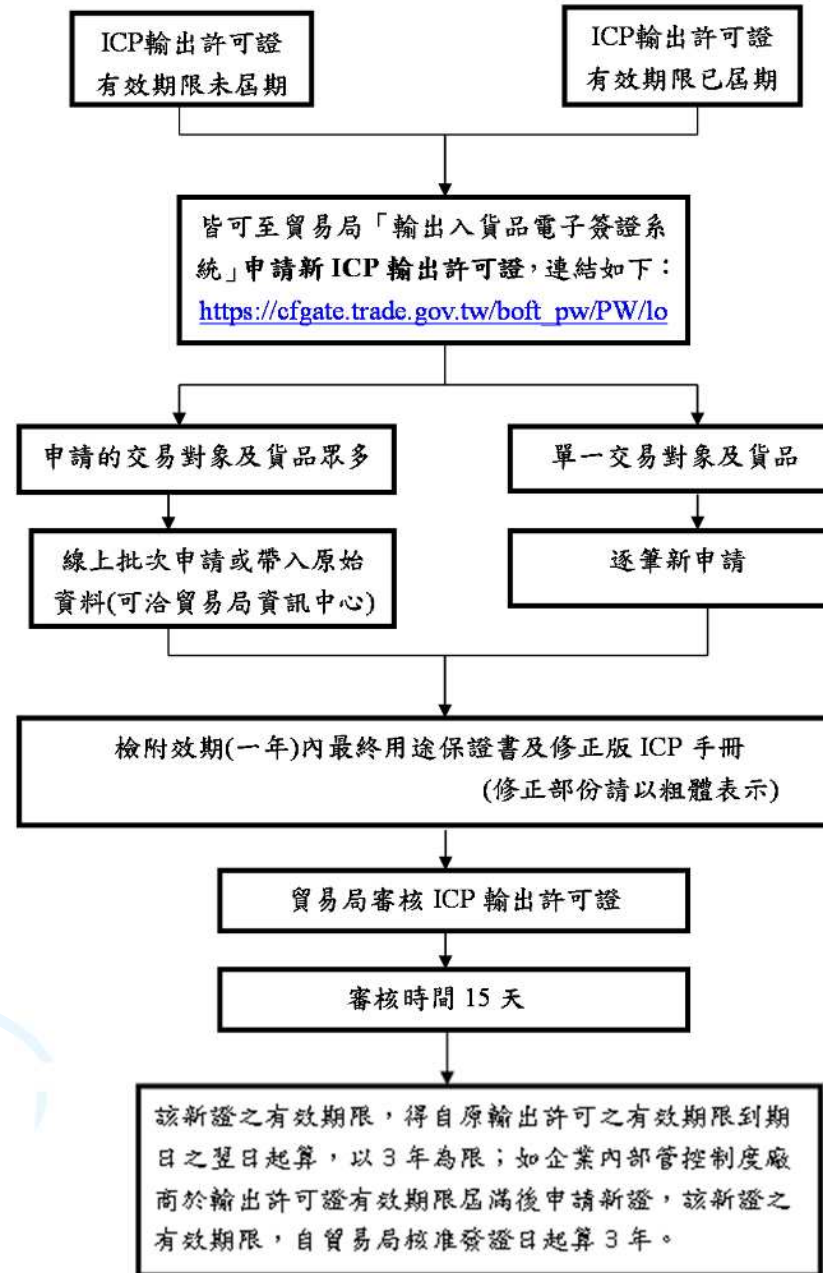 ICP輸出許可證
有效期限未屆期
ICP輸出許可證
有效期限已屆期
皆可至貿易局「輸出入貨品電子簽證系
統」申請新 ICP 輸出許可證，連結如下：
https://cfgate.trade.gov.tw/boft_pw/PW/lo
申請的交易對象及貨品眾多
單一交易對象及貨品
線上批次申請或帶入原始
資料(可洽貿易局資訊中心)
逐筆新申請
檢附效期(一年)內最終用途保證書及修正版 ICP 手冊
(修正部份請以粗體表示)
貿易局審核 ICP 輸出許可證
審核時間 15 天
該新證之有效期限，得自原輸出許可之有效期限到期
日之翌日起算，以 3 年為限；如企業內部管控制度廠
商於輸出許可證有效期限屆滿後申請新證，該新證之
有效期限，自貿易局核准發證日起算 3 年。